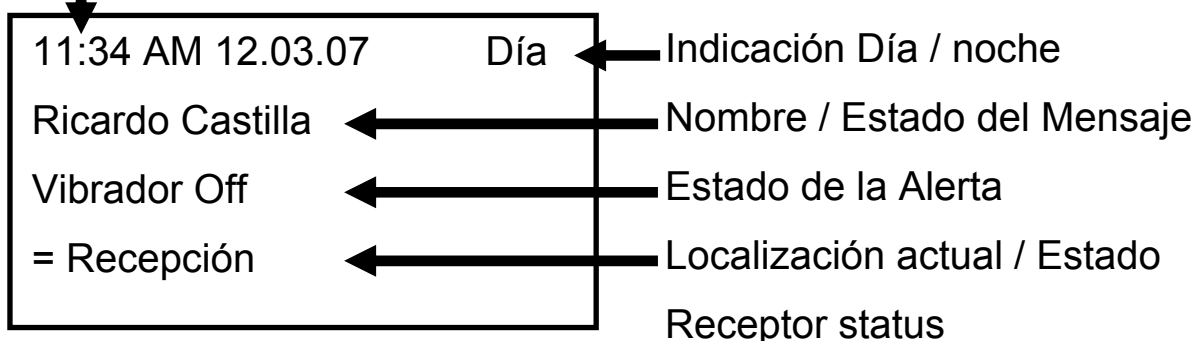 11:34 AM 12.03.07 Día Indicación Día / noche
Ricardo Castilla Nombre / Estado del Mensaje
Vibrador Off Estado de la Alerta
= Recepción Localización actual / Estado
Receptor status